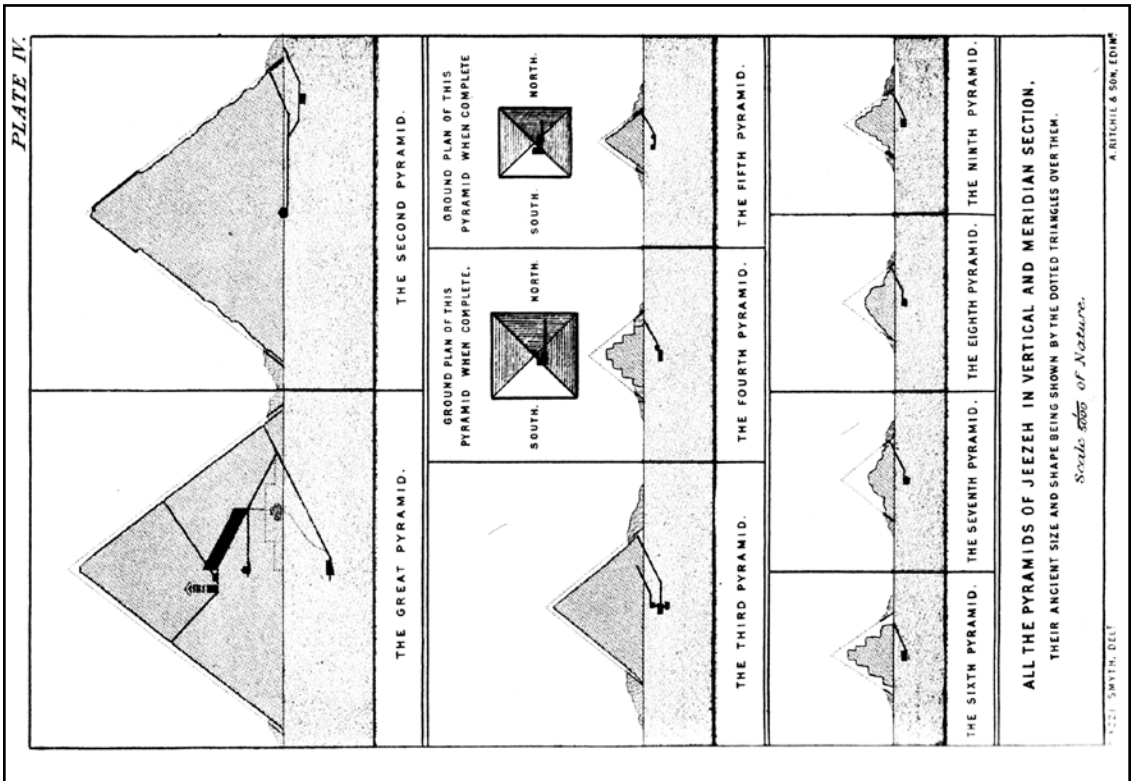 PLATE IV.
THE GREAT PYRAMID.
THE SECOND PYRAMID.
GROUND PLAN OF THIS
PYRAMID WHEN COMPLETE.
SOUTH. NORTH.
GROUND PLAN OF THIS
PYRAMID WHEN COMPLETE
SOUTH. NORTH.
THE THIRD PYRAMID.
THE FOURTH PYRAMID.
THE FIFTH PYRAMID.
THE SIXTH PYRAMID.
THE SEVENTH PYRAMID.
THE EIGHTH PYRAMID.
THE NINTH PYRAMID.
ALL THE PYRAMIDS OF JEEZEH IN VERTICAL AND MERIDIAN SECTION,
THEIR ANCIENT SIZE AND SHAPE BEING SHOWN BY THE DOTTED TRIANGLES OVER THEM.
Scale of Nature.
SMYTH, DELT
A. RITCHIE & SON, EDINR